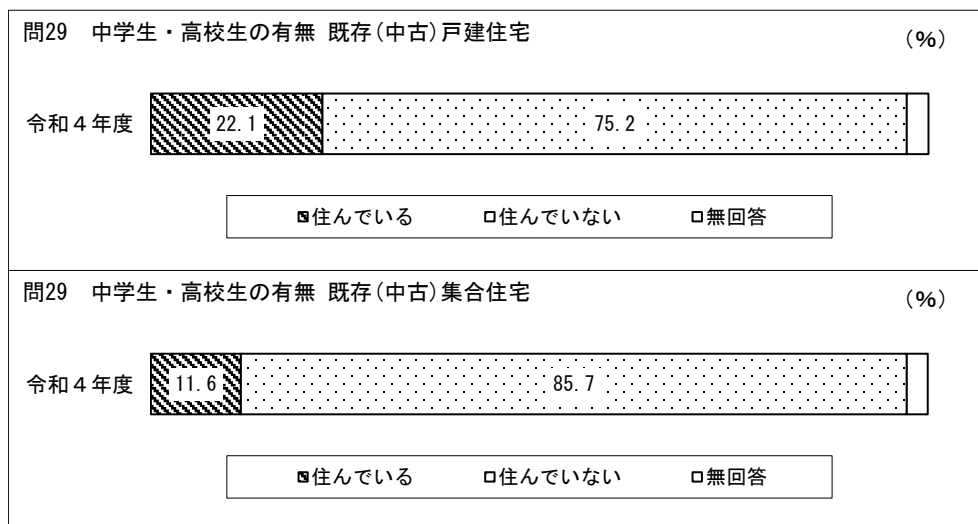 問29　中学生・高校生の有無 既存(中古)戸建住宅
(%)
令和４年度 22.1 75.2
住んでいる 住んでいない 無回答
問29　中学生・高校生の有無 既存(中古)集合住宅
(%)
令和４年度 11.6 85.7
住んでいる 住んでいない 無回答